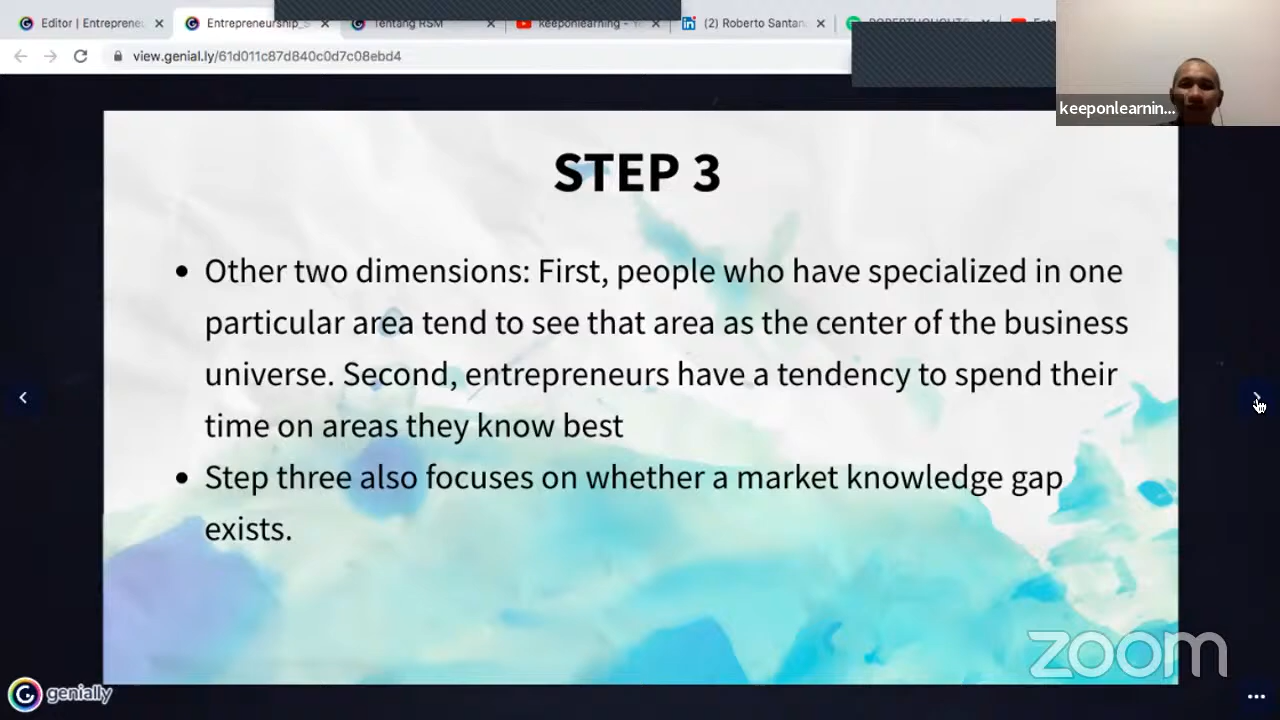 Editor | Entrepreneu
Entrepreneurship_S
Tentang RSM
keeponlearning - Yo
(2) Roberto Santan
view.genial.ly/61d011c87d840c0d7c08ebd4
keeponlearnin...
STEP 3
• Other two dimensions: First, people who have specialized in one
particular area tend to see that area as the center of the business
universe. Second, entrepreneurs have a tendency to spend their
time on areas they know best
• Step three also focuses on whether a market knowledge gap
exists.
zoom
genially